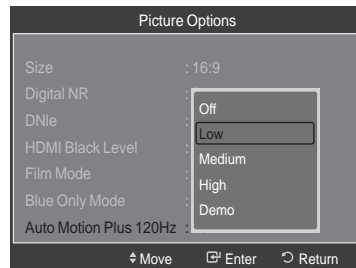 Picture Options
Size : 16:9
Digital NR :
DNIe :
HDMI Black Level :
Film Mode :
Blue Only Mode :
Auto Motion Plus 120Hz :
Off
Low
Medium
High
Demo
Move Enter Return